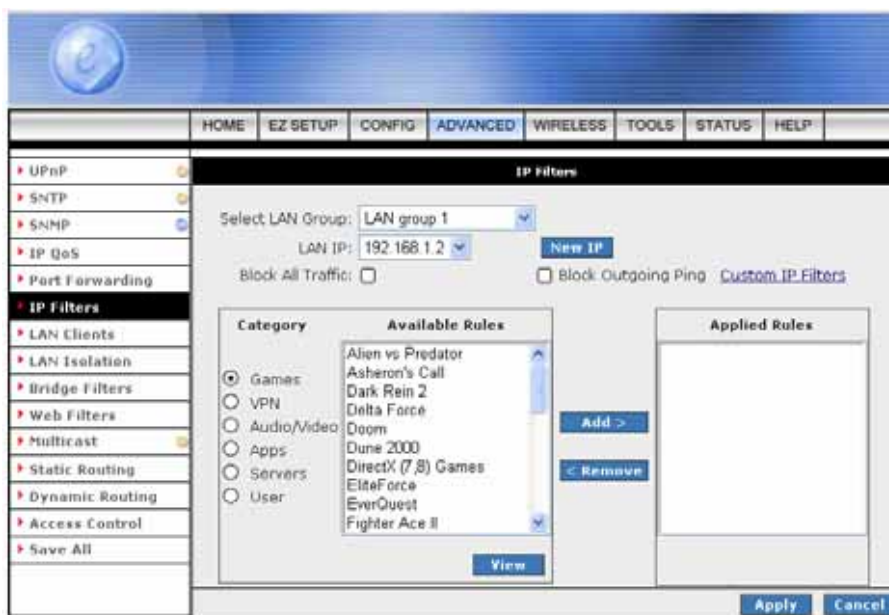 e
HOME EZ SETUP CONFIG ADVANCED WIRELESS TOOLS STATUS HELP
UPnP
SNTP
SNMP
IP QoS
Port Forwarding
IP Filters
LAN Clients
LAN Isolation
Bridge Filters
Web Filters
Multicast
Static Routing
Dynamic Routing
Access Control
Save All
IP Filters
Select LAN Group: LAN group 1
LAN IP: 192.168.1.2 New IP
Block All Traffic: Block Outgoing Ping Custom IP Filters
Category
Games
VPN
Audio/Video
Apps
Servers
User
Available Rules
Alien vs Predator
Asheron's Call
Dark Rein 2
Delta Force
Doom
Dune 2000
DirectX (7,8) Games
EliteForce
EverQuest
Fighter Ace II
View
Add >
< Remove
Applied Rules
Apply Cancel